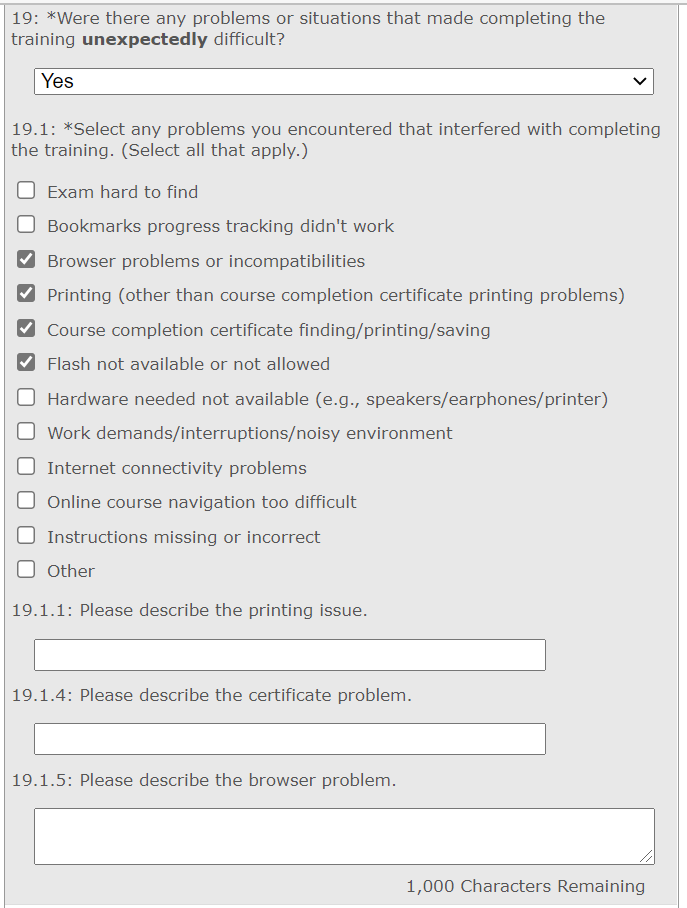 19: *Were there any problems or situations that made completing the
training unexpectedly difficult?
Yes
19.1: *Select any problems you encountered that interfered with completing
the training. (Select all that apply.)
Exam hard to find
Bookmarks progress tracking didn't work
Browser problems or incompatibilities
Printing (other than course completion certificate printing problems)
Course completion certificate finding/printing/saving
Flash not available or not allowed
Hardware needed not available (e.g., speakers/earphones/printer)
Work demands/interruptions/noisy environment
Internet connectivity problems
Online course navigation too difficult
Instructions missing or incorrect
Other
19.1.1: Please describe the printing issue.
19.1.4: Please describe the certificate problem.
19.1.5: Please describe the browser problem.
1,000 Characters Remaining